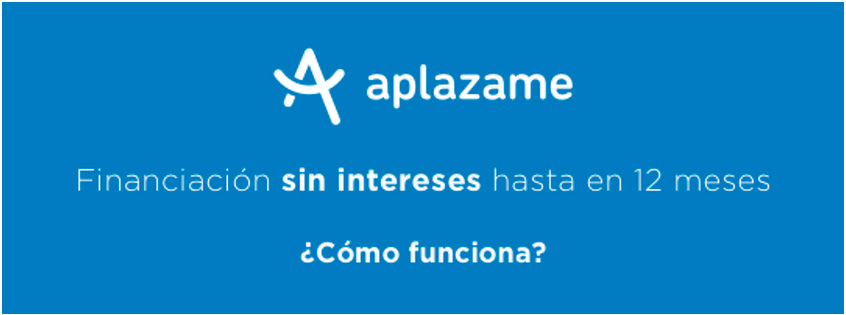 aplazame
Financiación sin intereses hasta en 12 meses
¿Cómo funciona?